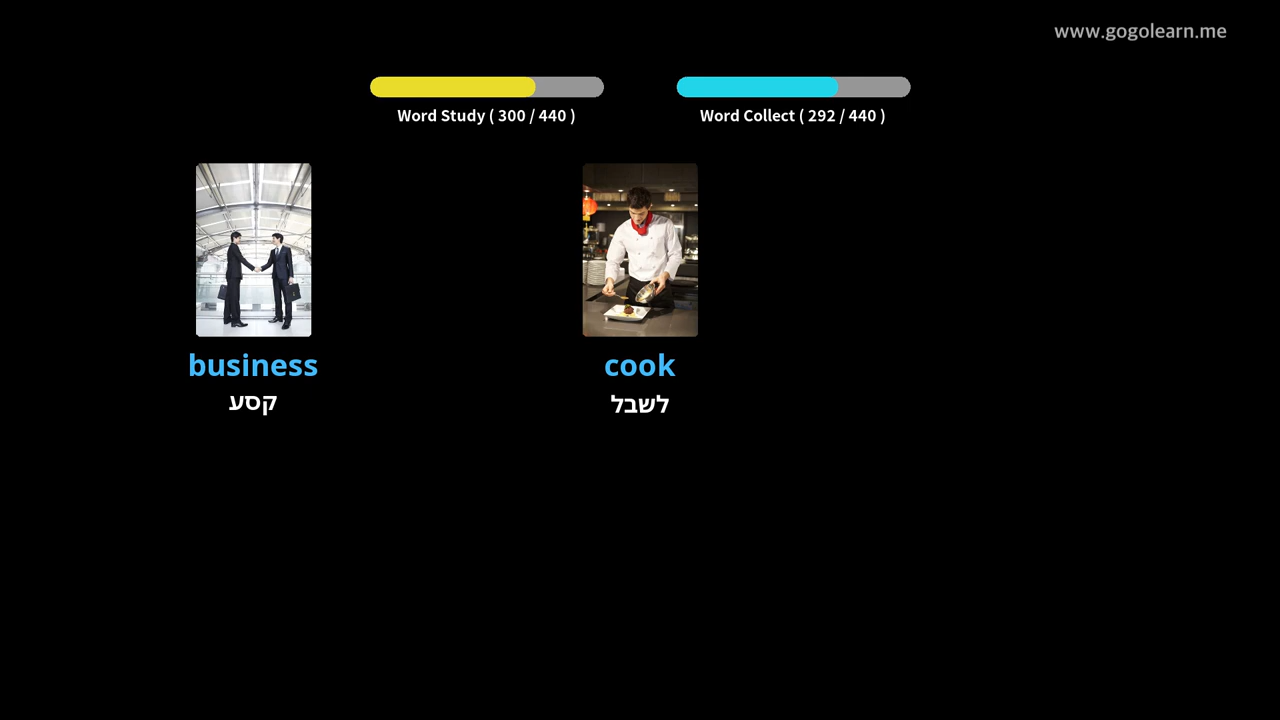 www.gogolearn.me
Word Study ( 300 / 440 )
Word Collect ( 292 / 440 )
business
קסע
cook
לשבל